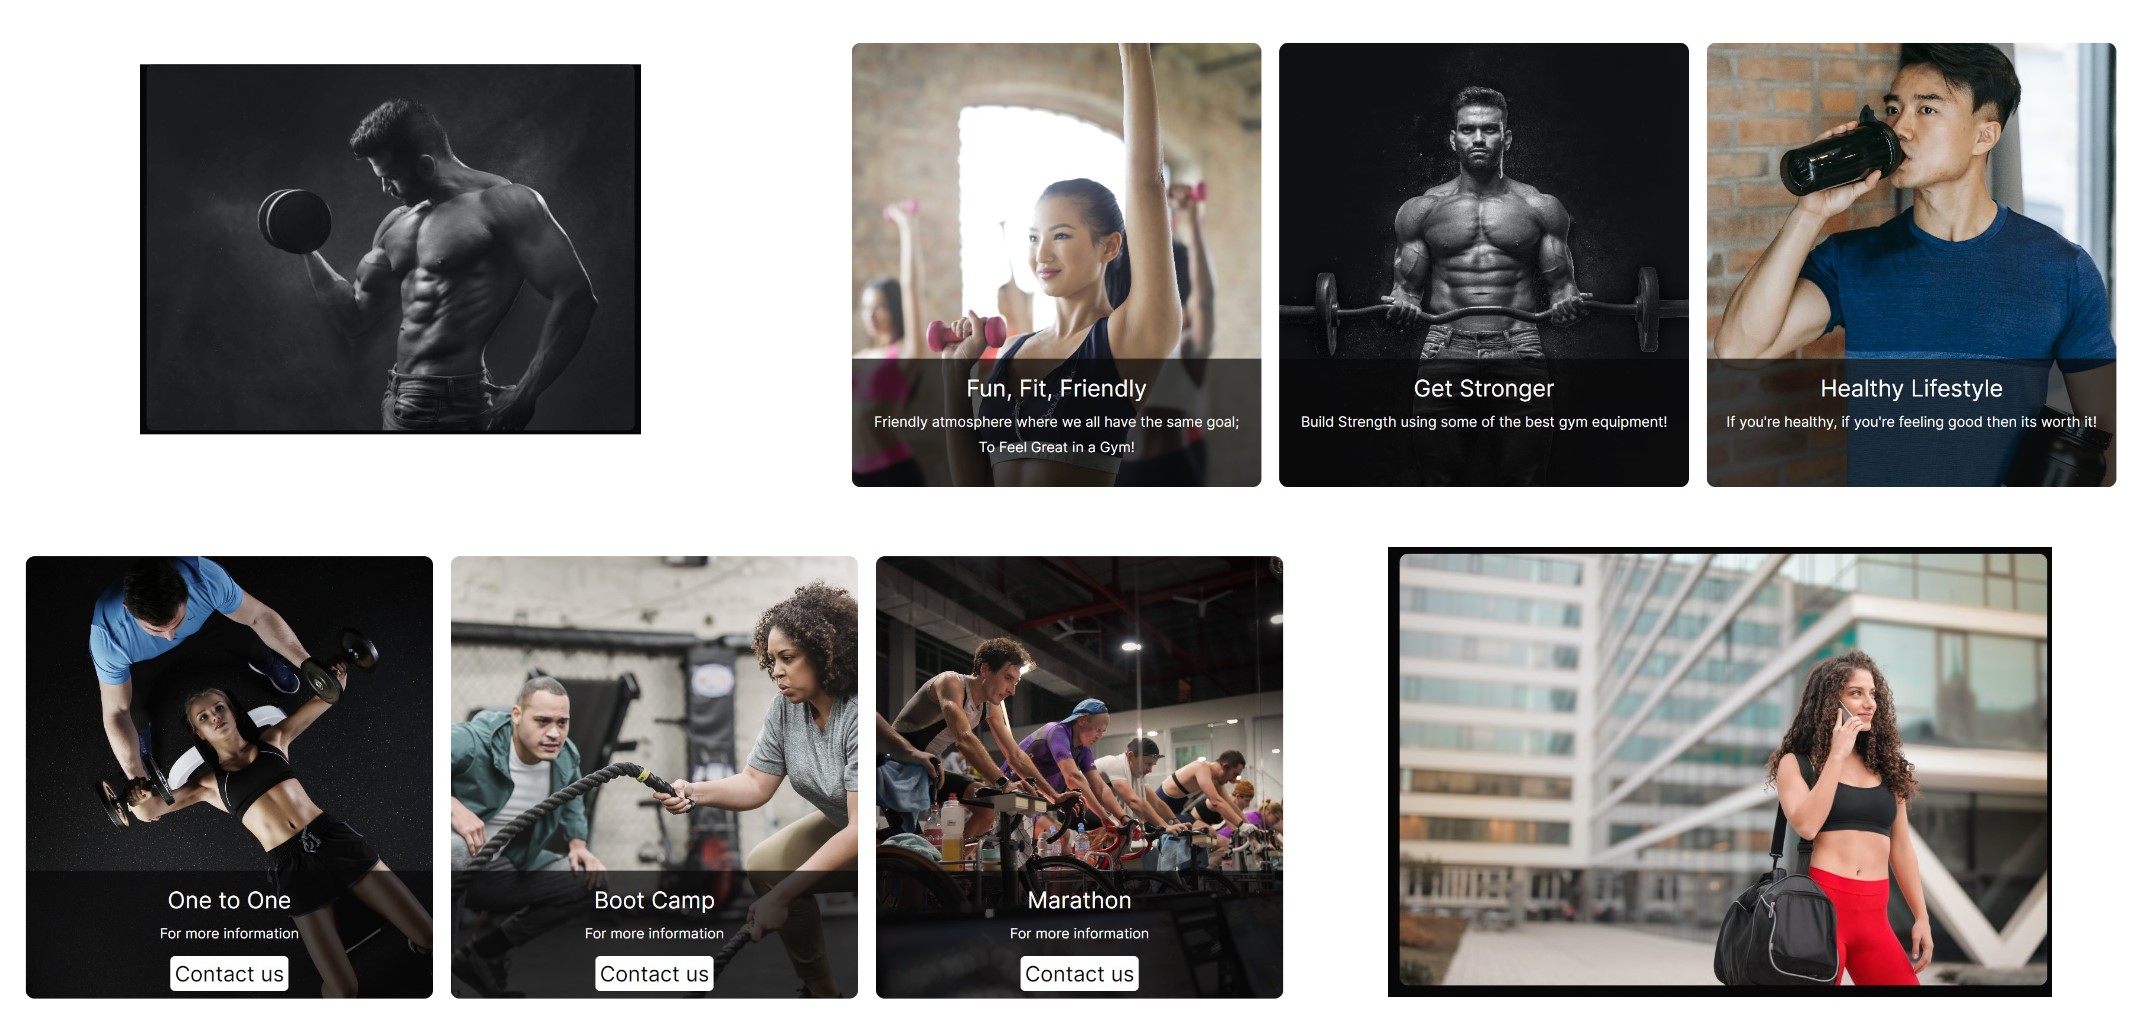 Fun, Fit, Friendly
Friendly atmosphere where we all have the same goal;
To Feel Great in a Gym!
Get Stronger
Build Strength using some of the best gym equipment!
Healthy Lifestyle
If you're healthy, if you're feeling good then its worth it!
One to One
For more information
Contact us
Boot Camp
For more information
Contact us
Marathon
For more information
Contact us